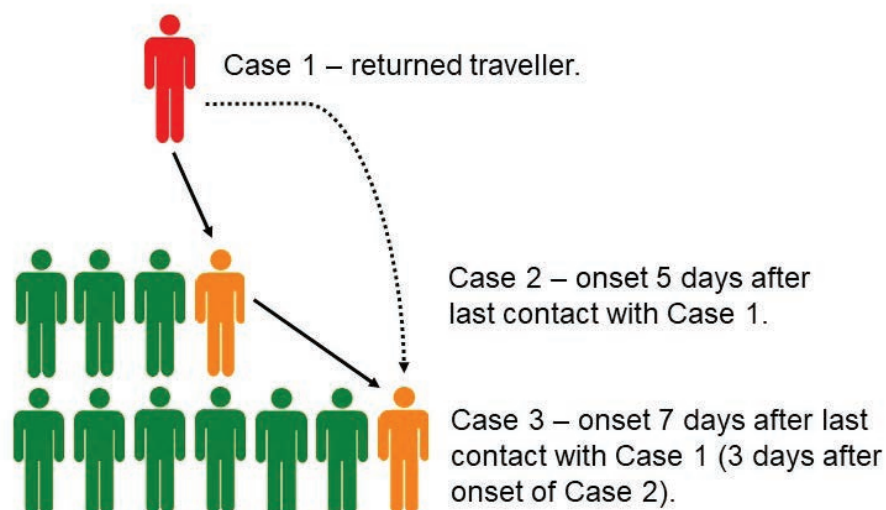 Case 1 – returned traveller.
Case 2 – onset 5 days after
last contact with Case 1.
Case 3 – onset 7 days after last
contact with Case 1 (3 days after
onset of Case 2).